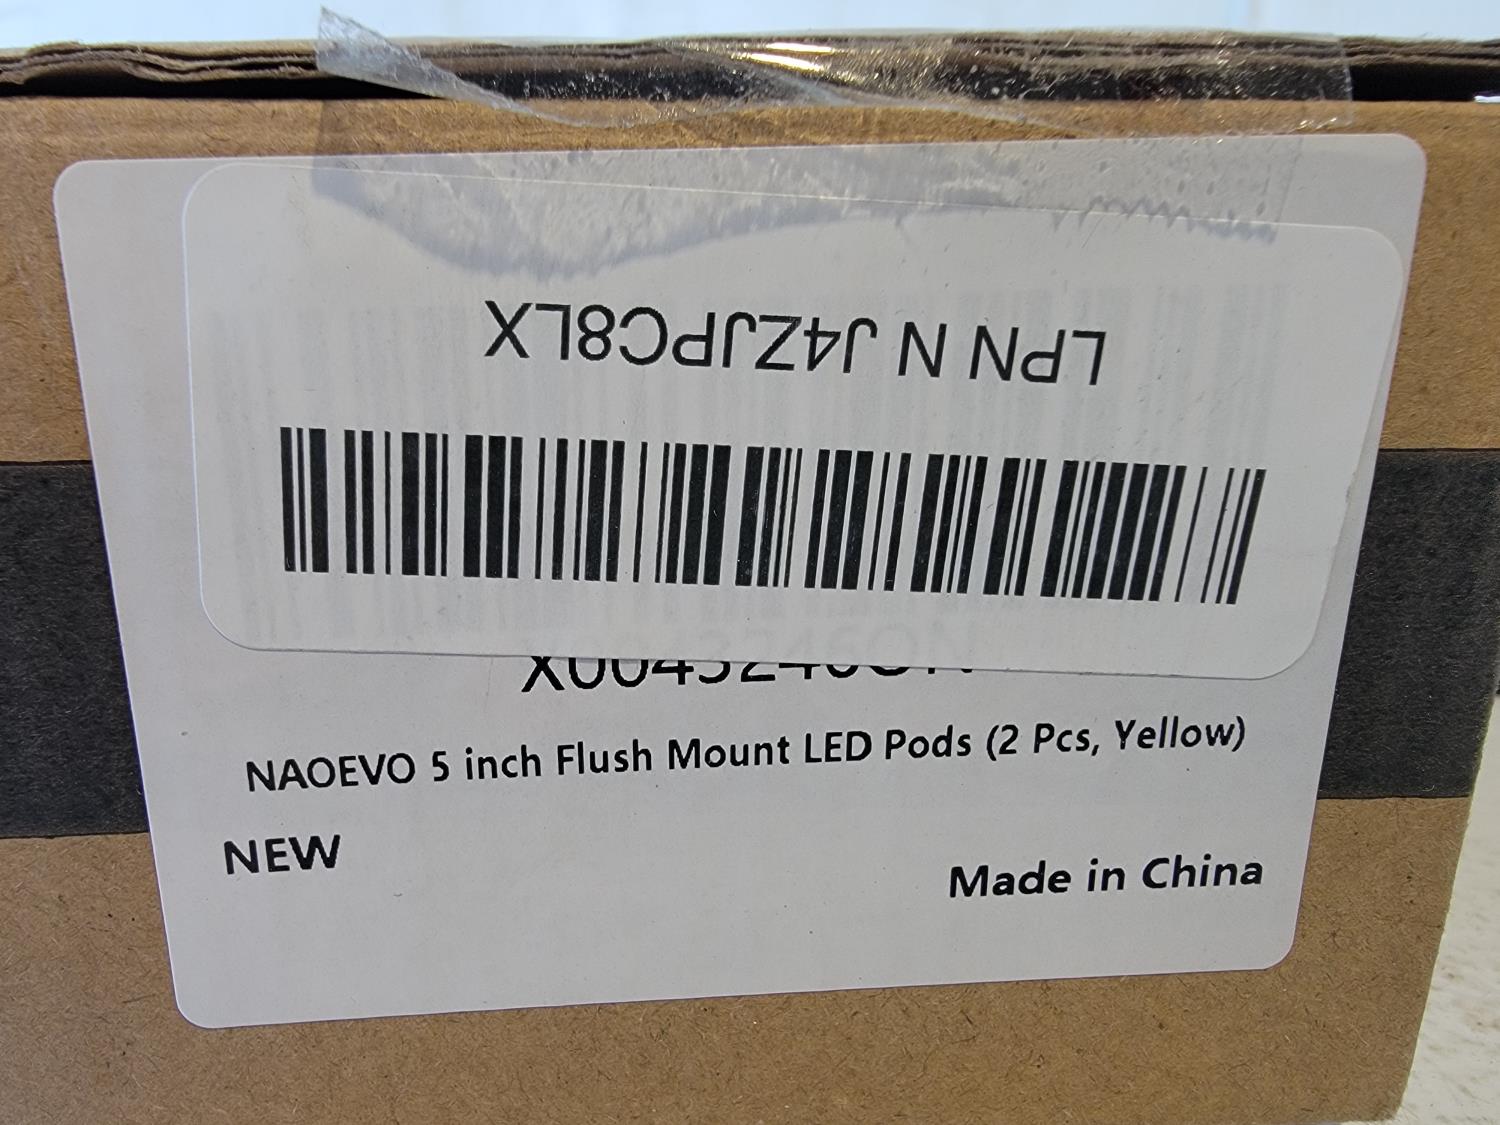 LPN N J4ZJPC8LX
NAOEVO 5 inch Flush Mount LED Pods (2 Pcs, Yellow)
NEW
Made in China